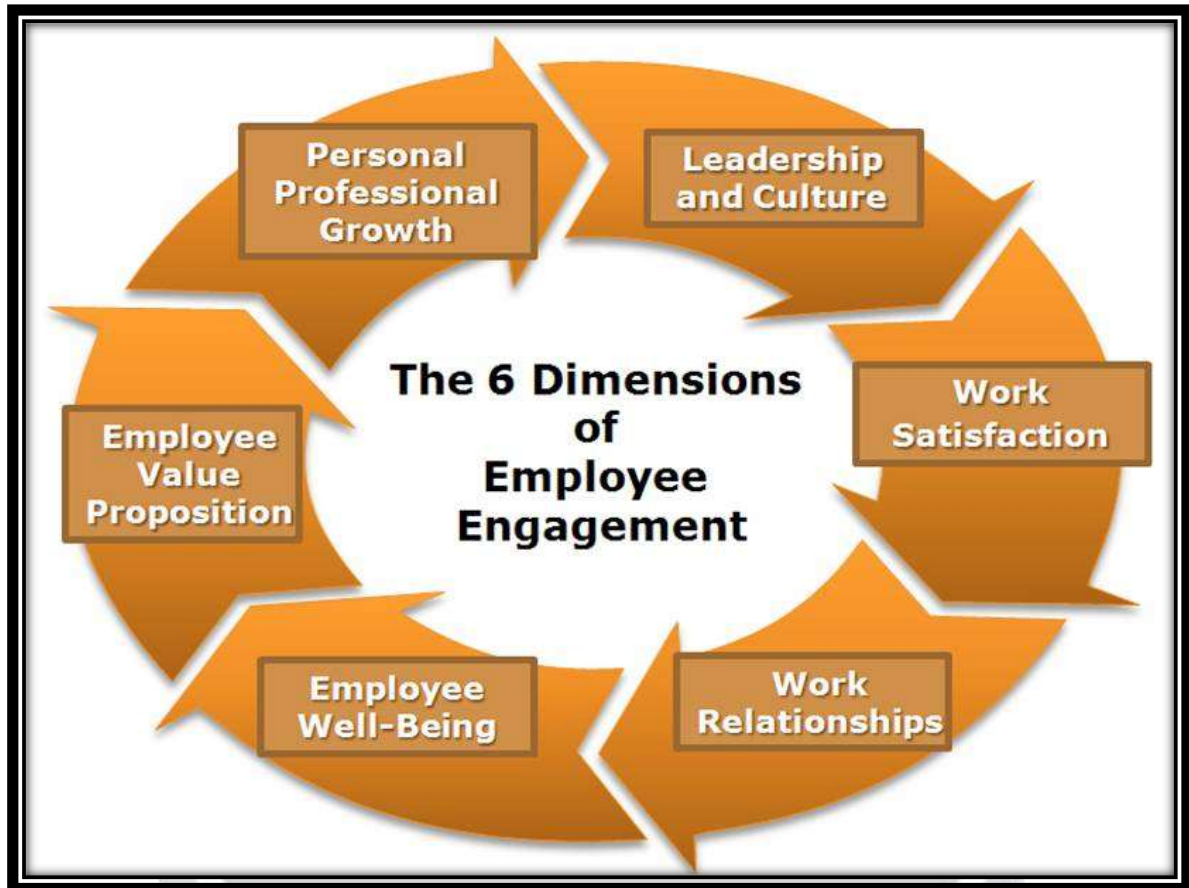 The 6 Dimensions
of
Employee
Engagement
Leadership
and Culture
Work
Satisfaction
Work
Relationships
Employee
Well-Being
Employee
Value
Proposition
Personal
Professional
Growth